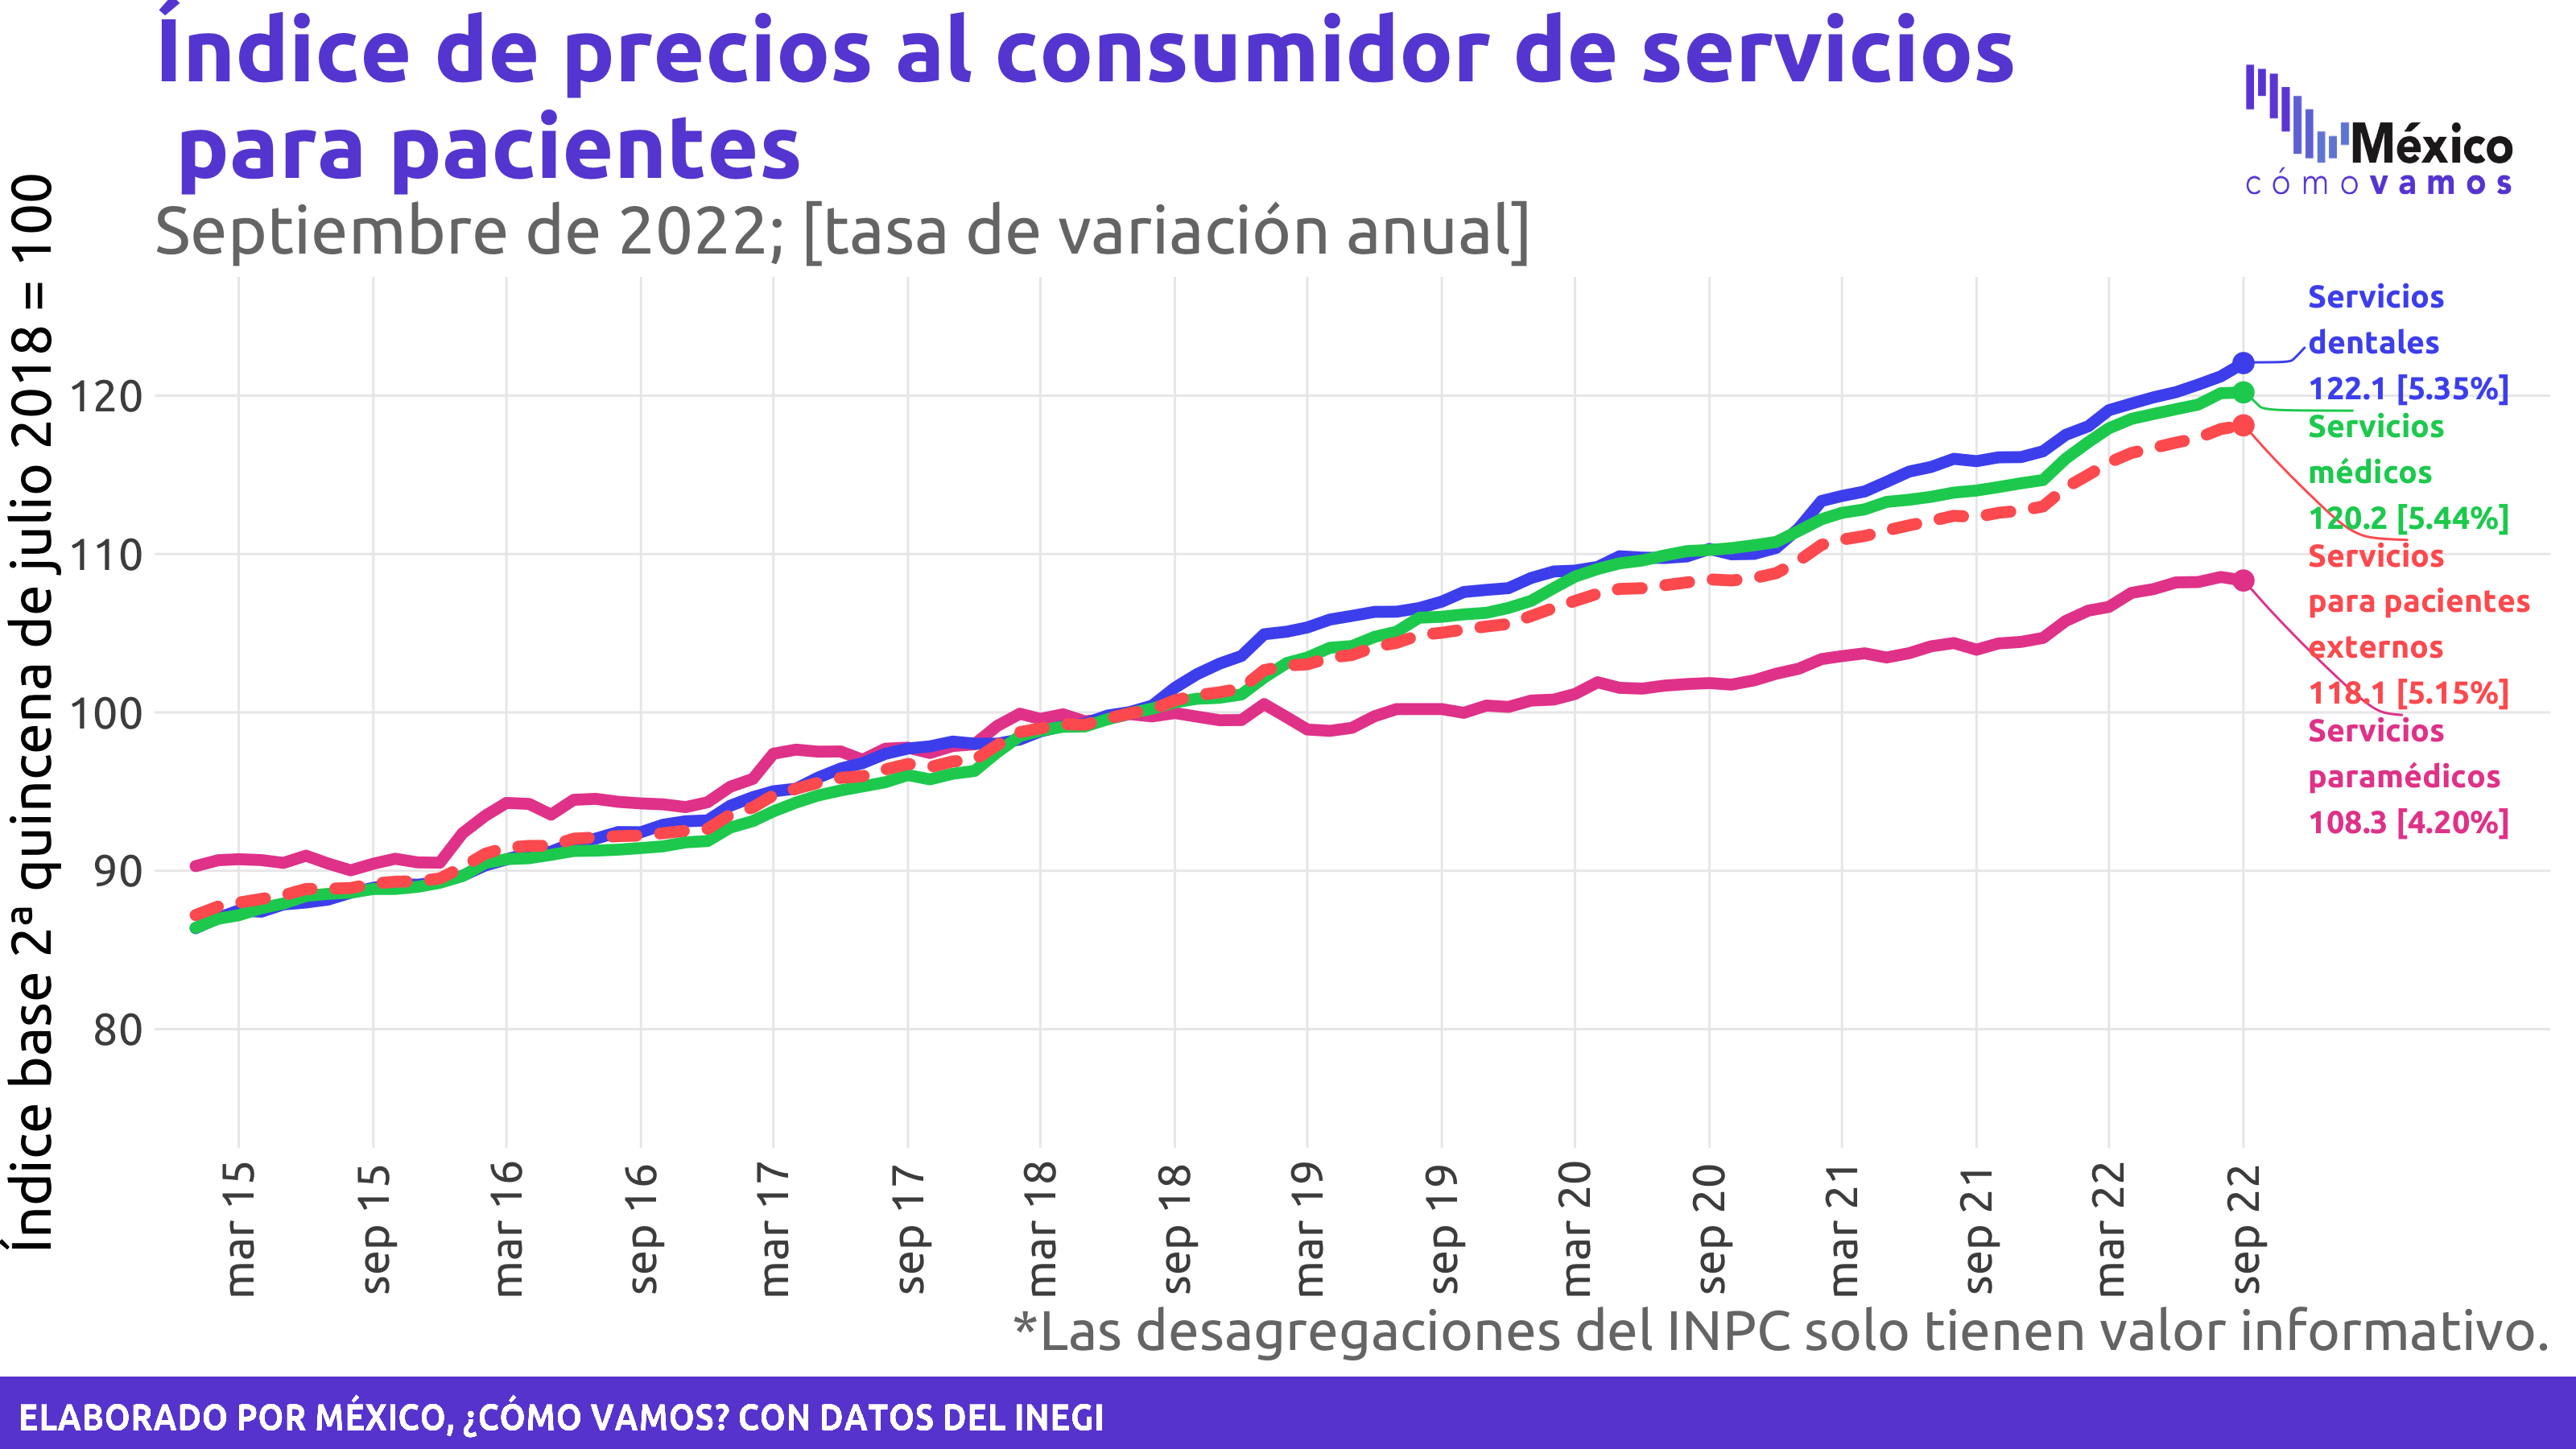 Índice de precios al consumidor de servicios
para pacientes
Septiembre de 2022; [tasa de variación anual]
México
cómo vamos
Índice base 2ª quincena de julio 2018 = 100
120
110
100
90
80
Servicios
dentales
122.1 [5.35%]
Servicios
médicos
120.2 [5.44%]
Servicios
para pacientes
externos
118.1 [5.15%]
Servicios
paramédicos
108.3 [4.20%]
mar 15
sep 15
mar 16
sep 16
mar 17
sep 17
mar 18
sep 18
mar 19
sep 19
mar 20
sep 20
mar 21
sep 21
mar 22
sep 22
*Las desagregaciones del INPC solo tienen valor informativo.
ELABORADO POR MÉXICO, ¿CÓMO VAMOS? CON DATOS DEL INEGI